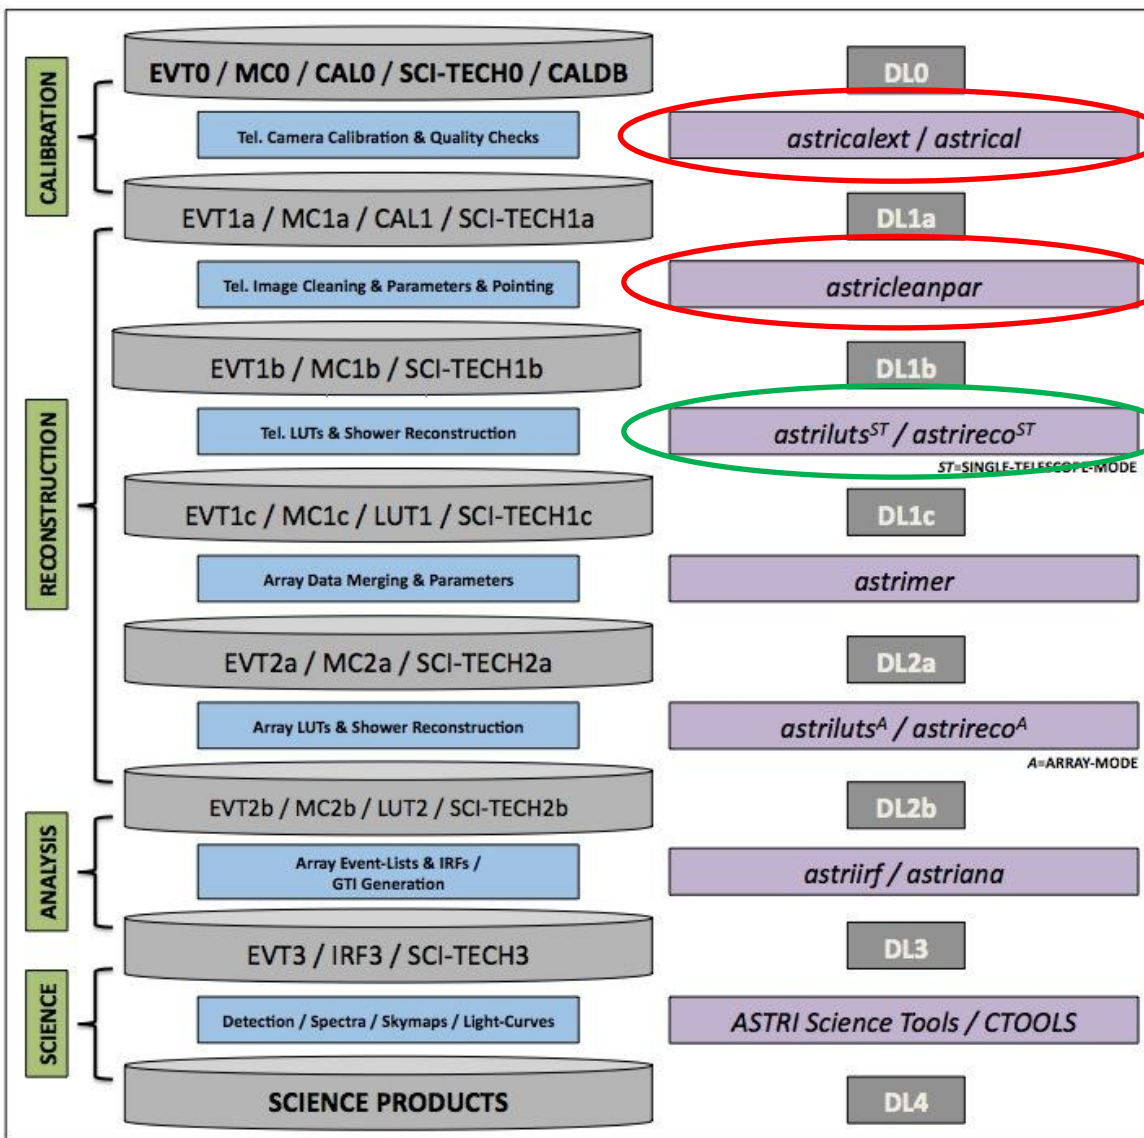 EVT0 / MC0 / CAL0 / SCI-TECH0 / CALDB
DL0
CALIBRATION
Tel. Camera Calibration & Quality Checks
astricalext / astrical
EVT1a / MC1a / CAL1 / SCI-TECH1a
DL1a
Tel. Image Cleaning & Parameters & Pointing
astricleanpar
EVT1b / MC1b / SCI-TECH1b
DL1b
RECONSTRUCTION
Tel. LUTs & Shower Reconstruction
astriluts^ST / astrireco^ST
ST=SINGLE-TELESCOPE-MODE
EVT1c / MC1c / LUT1 / SCI-TECH1c
DL1c
Array Data Merging & Parameters
astrimer
EVT2a / MC2a / SCI-TECH2a
DL2a
Array LUTs & Shower Reconstruction
astriluts^A / astrireco^A
A=ARRAY-MODE
EVT2b / MC2b / LUT2 / SCI-TECH2b
DL2b
ANALYSIS
Array Event-Lists & IRFs /
GTI Generation
astriirf / astriana
EVT3 / IRF3 / SCI-TECH3
DL3
SCIENCE
Detection / Spectra / Skymaps / Light-Curves
ASTRI Science Tools / CTOOLS
SCIENCE PRODUCTS
DL4